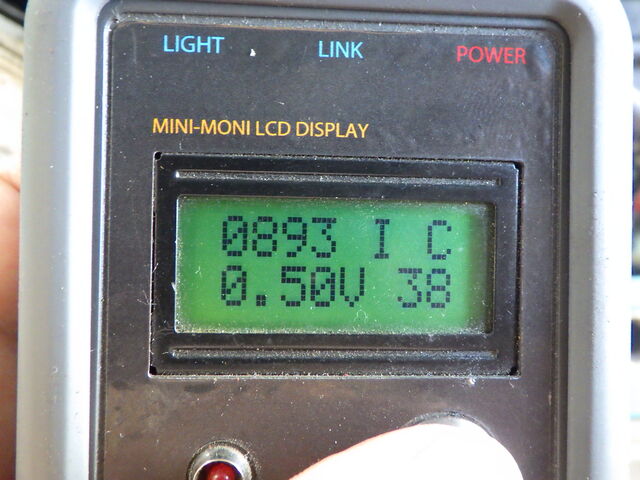 LIGHT LINK POWER
MINI-MONI LCD DISPLAY
0893 I C
0.50V 38